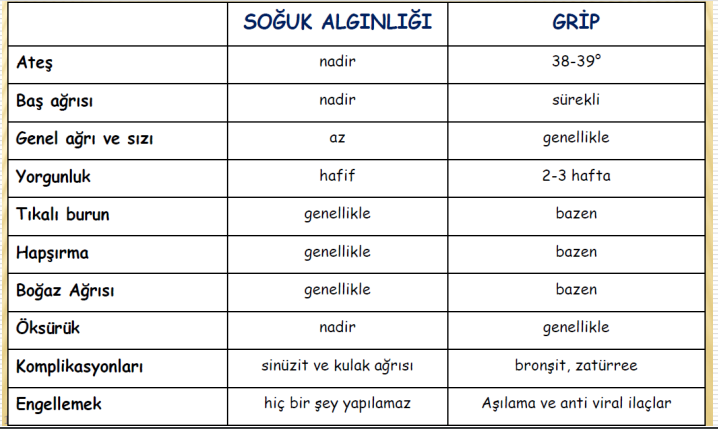 SOĞUK ALGINLIĞI GRİP
Ateş nadir 38-39°
Baş ağrısı nadir sürekli
Genel ağrı ve sızı az genellikle
Yorgunluk hafif 2-3 hafta
Tıkalı burun genellikle bazen
Hapşırma genellikle bazen
Boğaz Ağrısı genellikle bazen
Öksürük nadir genellikle
Komplikasyonları sinüzit ve kulak ağrısı bronşit, zatürree
Engellemek hiç bir şey yapılamaz Aşılama ve anti viral ilaçlar